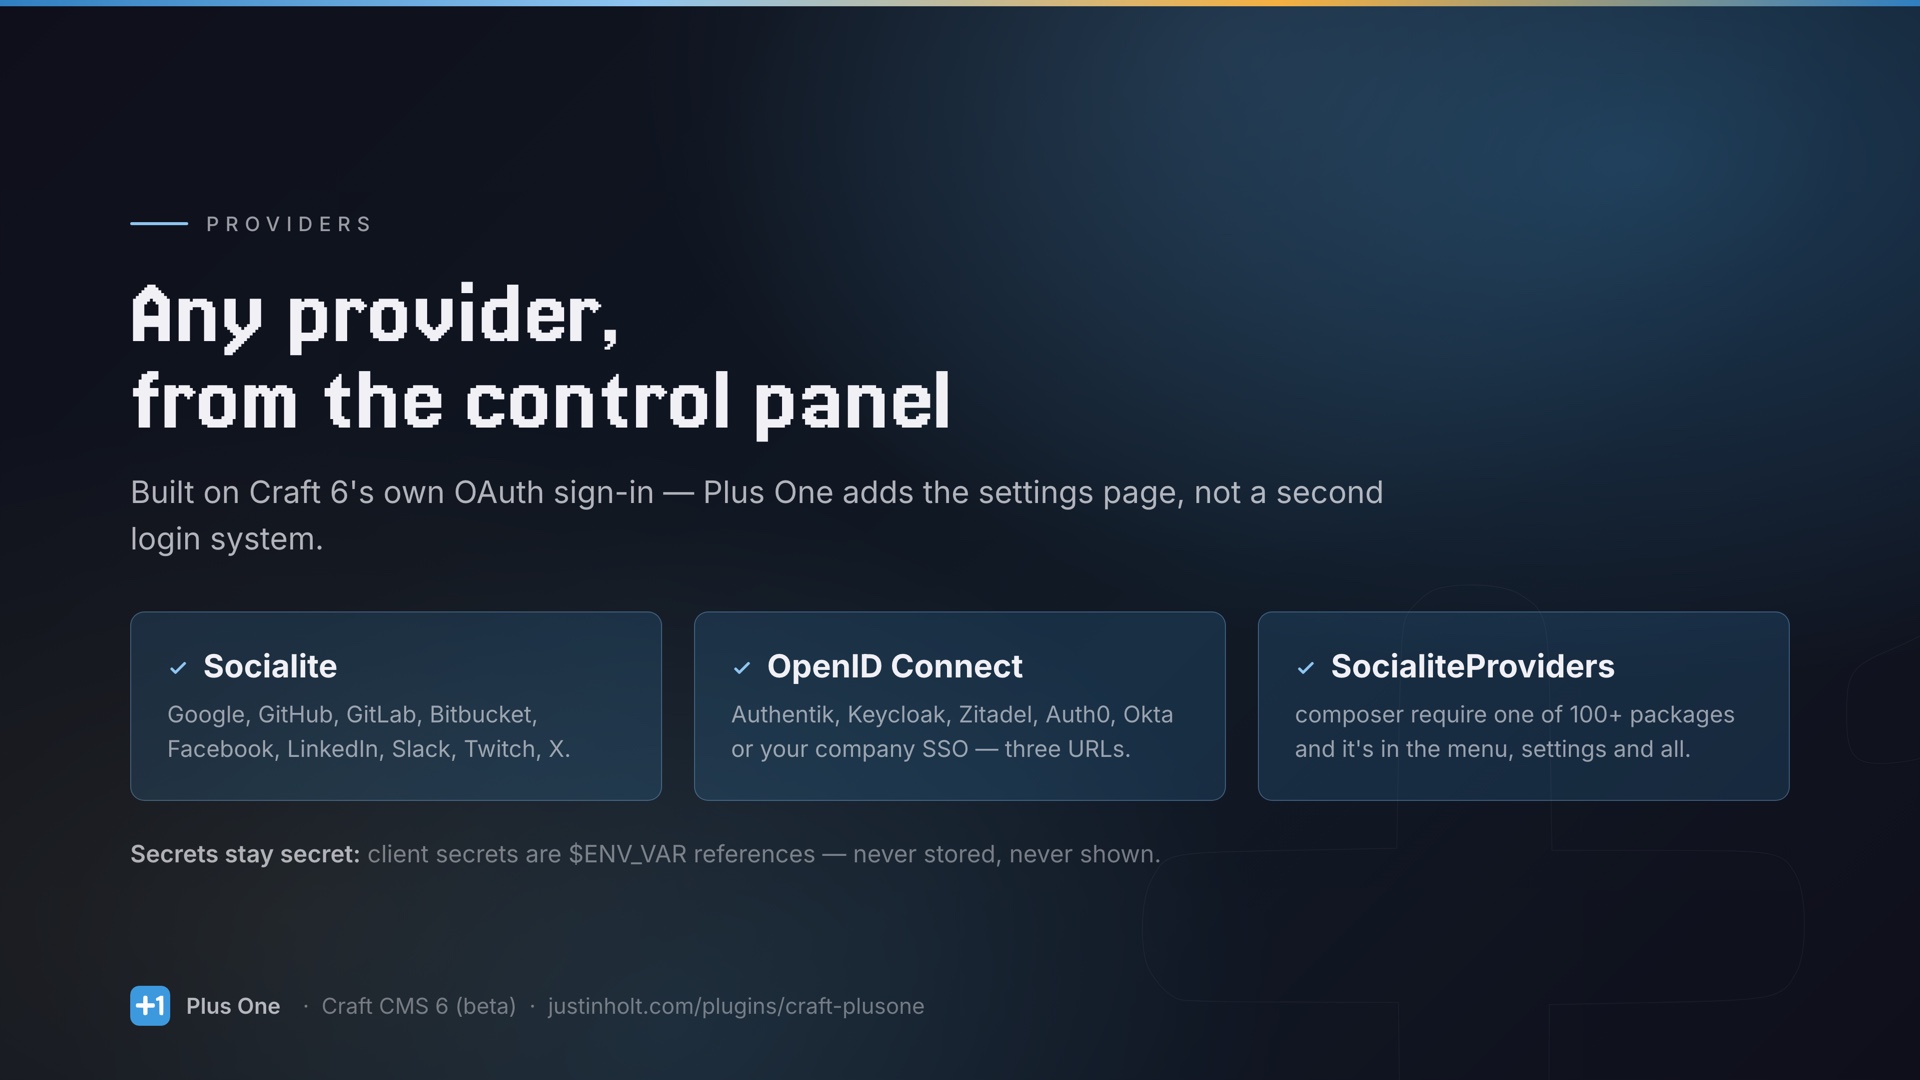 PROVIDERS
Any provider,
from the control panel
Built on Craft 6's own OAuth sign-in — Plus One adds the settings page, not a second
login system.
✓ Socialite
Google, GitHub, GitLab, Bitbucket,
Facebook, LinkedIn, Slack, Twitch, X.
✓ OpenID Connect
Authentik, Keycloak, Zitadel, Auth0, Okta
or your company SSO — three URLs.
✓ SocialiteProviders
composer require one of 100+ packages
and it's in the menu, settings and all.
Secrets stay secret: client secrets are $ENV_VAR references — never stored, never shown.
+1 Plus One · Craft CMS 6 (beta) · justinholt.com/plugins/craft-plusone